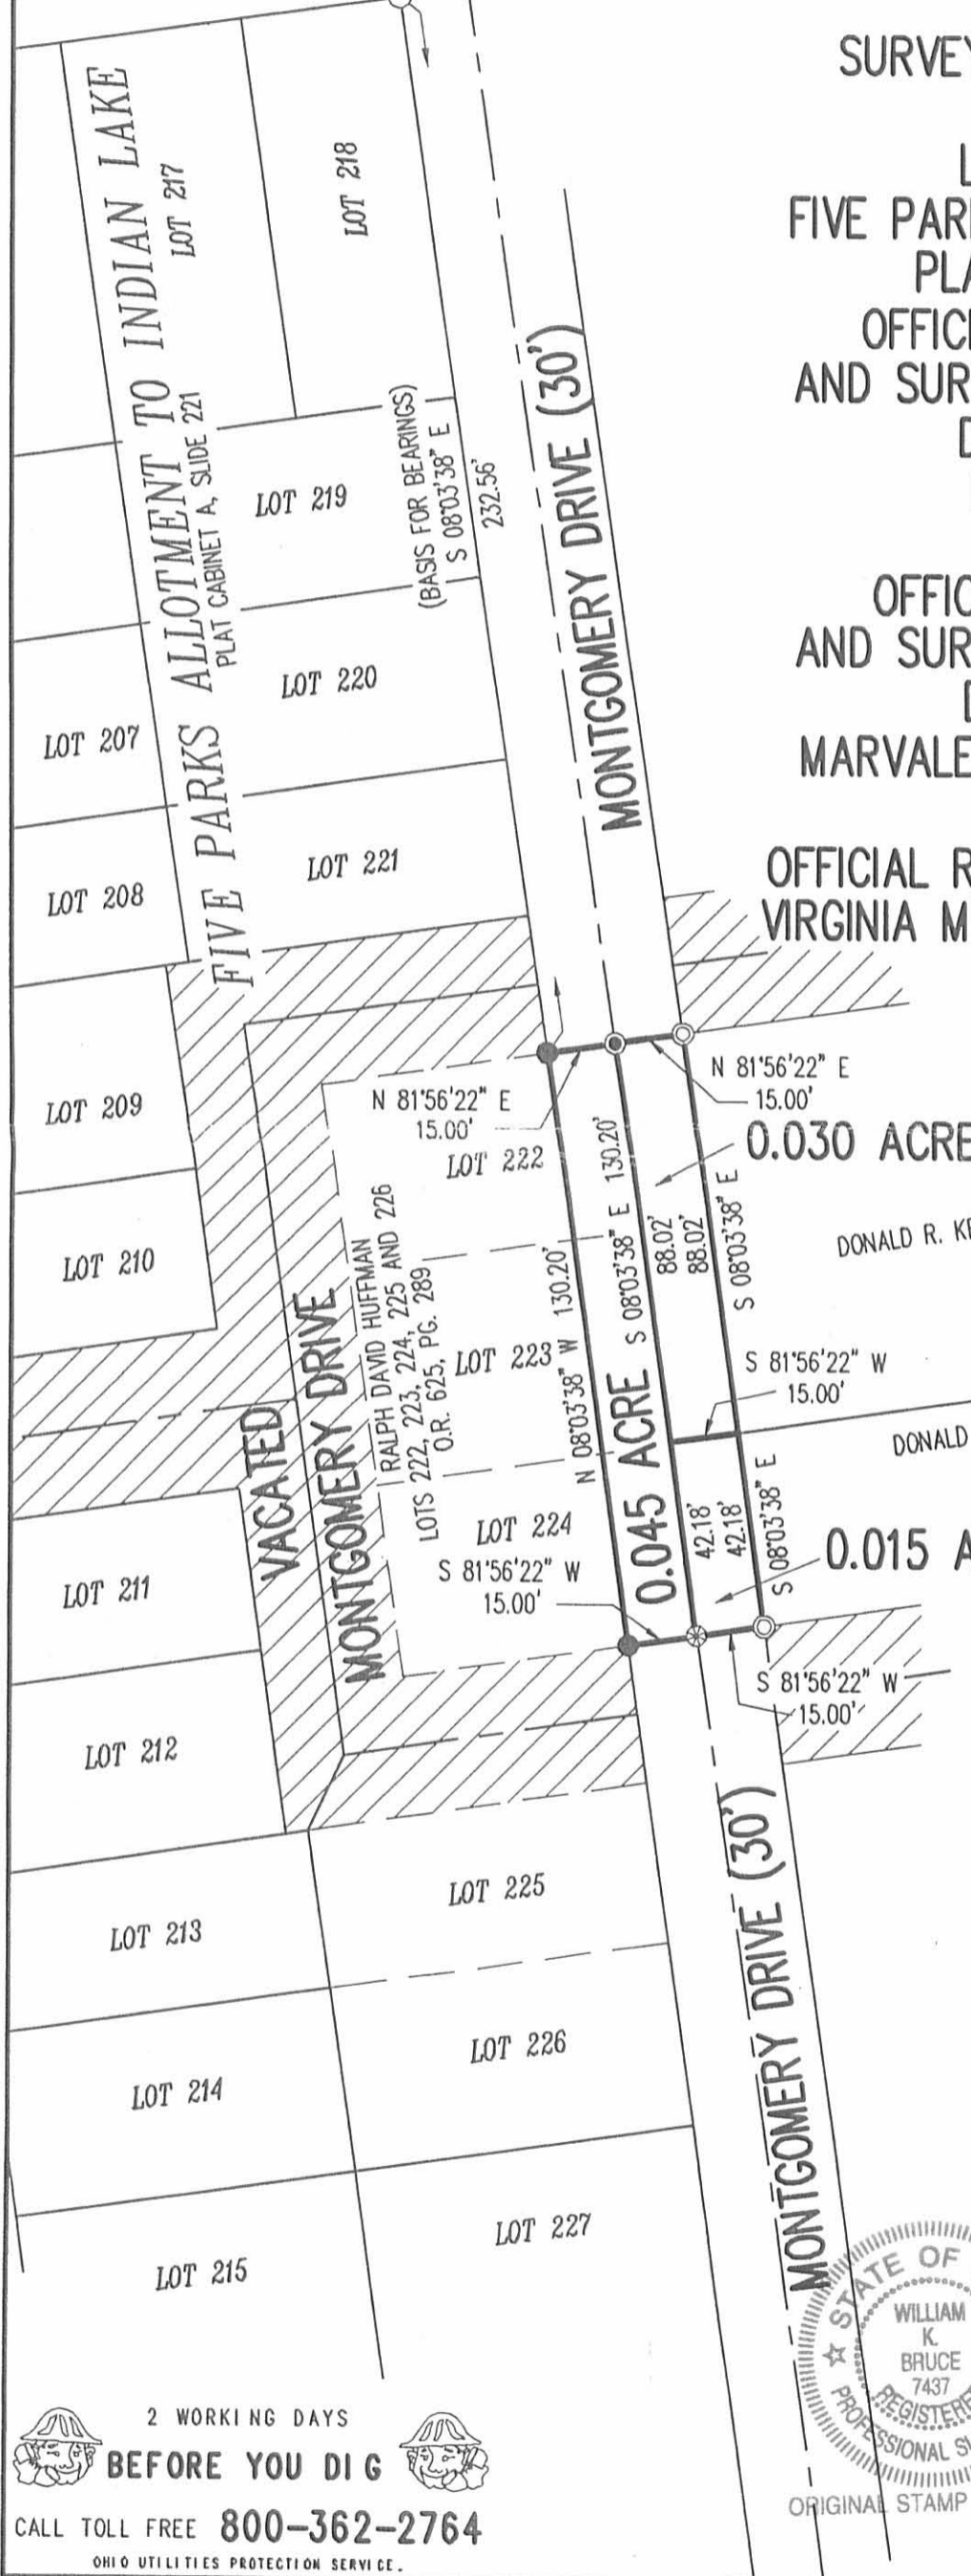 SURVEY
FIVE PAR
PLA
OFFIC
AND SUR
OFFIC
AND SUR
MARVALE
OFFICIAL R
VIRGINIA M
FIVE PARKS ALLOTMENT TO INDIAN LAKE
PLAT CABINET A, SLIDE 221
LOT 217
LOT 218
LOT 219
(BASIS FOR BEARINGS)
S 08°03'38" E
232.56'
MONTGOMERY DRIVE (30')
LOT 220
LOT 207
LOT 221
LOT 208
LOT 209
N 81°56'22" E
15.00'
N 81°56'22" E
15.00'
LOT 222
0.030 ACRE
LOT 210
RALPH DAVID HUFFMAN
LOTS 222, 223, 224, 225 AND 226
O.R. 625, PG. 289
N 08°03'38" W 130.20'
S 08°03'38" E 130.20'
88.02'
88.02'
S 08°03'38" E
DONALD R. KE
LOT 223
S 81°56'22" W
15.00'
VACATED
MONTGOMERY DRIVE
0.045 ACRE
DONALD
LOT 224
42.18'
42.18'
S 08°03'38" E
0.015 A
S 81°56'22" W
15.00'
LOT 211
S 81°56'22" W
15.00'
LOT 212
LOT 225
LOT 213
MONTGOMERY DRIVE (30')
LOT 226
LOT 214
LOT 227
LOT 215
STATE OF
WILLIAM
K.
BRUCE
7437
REGISTERE
PROFESSIONAL SU
ORIGINAL STAMP
2 WORKING DAYS
BEFORE YOU DIG
CALL TOLL FREE 800-362-2764
OHIO UTILITIES PROTECTION SERVICE.